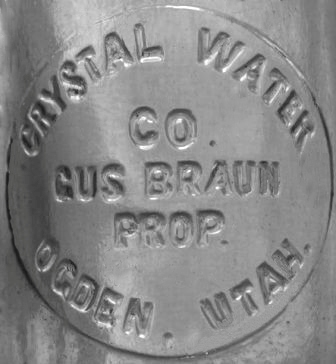 CRYSTAL WATER
CO.
GUS BRAUN
PROP.
OGDEN. UTAH.